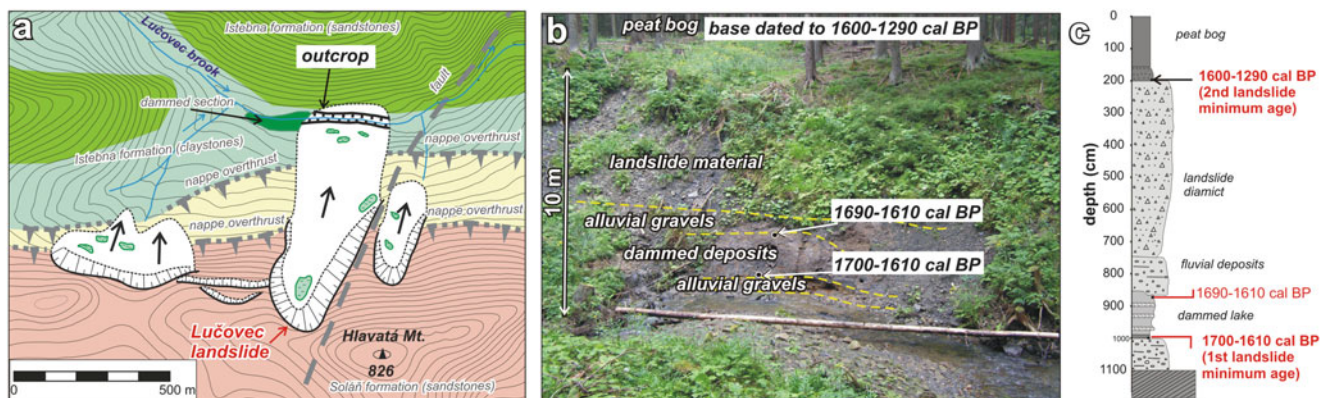 a
Istebna formation (sandstones)
Lučovec brook
outcrop
fault
dammed section
nappe overthrust
Istebna formation (claystones)
nappe overthrust
nappe overthrust
nappe overthrust
Lučovec
landslide
Hlavatá Mt.
826
Soláň formation (sandstones)
0
500 m
b
peat bog
base dated to 1600-1290 cal BP
10 m
landslide material
alluvial gravels
1690-1610 cal BP
dammed deposits
1700-1610 cal BP
alluvial gravels
c
depth (cm)
0
100
200
300
400
500
600
700
800
900
1000
1100
peat bog
1600-1290 cal BP
(2nd landslide
minimum age)
landslide
diamict
fluvial deposits
1690-1610 cal BP
dammed lake
1700-1610 cal BP
(1st landslide
minimum age)